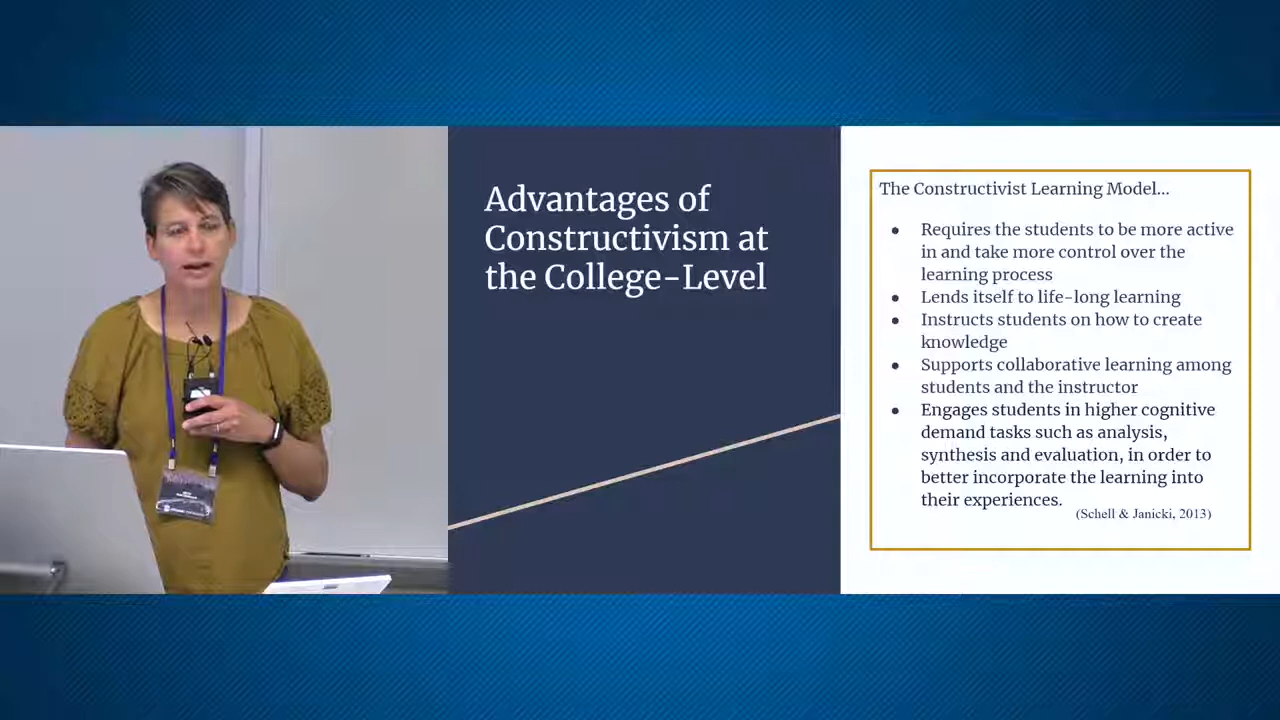 Advantages of
Constructivism at
the College-Level
The Constructivist Learning Model...
● Requires the students to be more active
in and take more control over the
learning process
● Lends itself to life-long learning
● Instructs students on how to create
knowledge
● Supports collaborative learning among
students and the instructor
● Engages students in higher cognitive
demand tasks such as analysis,
synthesis and evaluation, in order to
better incorporate the learning into
their experiences.
(Schell & Janicki, 2013)